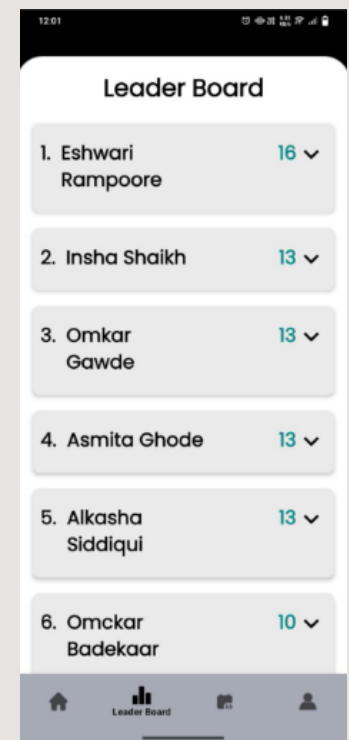 12:01
Leader Board
1. Eshwari 16
Rampoore
2. Insha Shaikh 13
3. Omkar 13
Gawde
4. Asmita Ghode 13
5. Alkasha 13
Siddiqui
6. Omckar 10
Badekaar
Leader Board